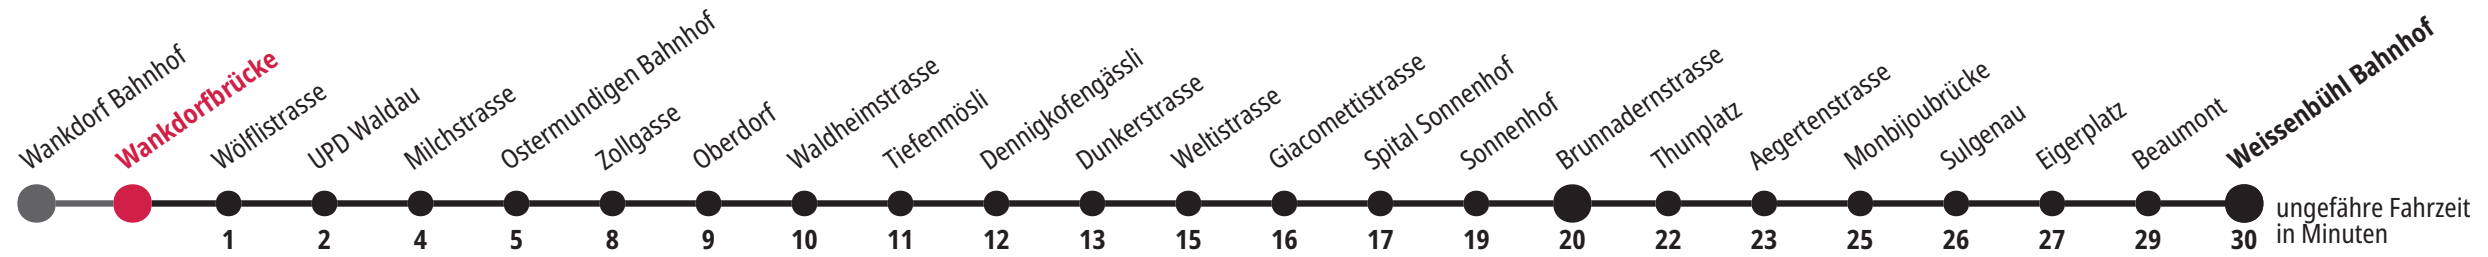 Wankdorf Bahnhof
Wankdorfbrücke
Wölflistrasse
UPD Waldau
Milchstrasse
Ostermundigen Bahnhof
Zollgasse
Oberdorf
Waldheimstrasse
Tiefenmösli
Dennigkofengässli
Dunkerstrasse
Weltistrasse
Giacomettistrasse
Spital Sonnenhof
Sonnenhof
Brunnadernstrasse
Thunplatz
Aegertenstrasse
Monbijoubrücke
Sulgenau
Eigerplatz
Beaumont
Weissenbühl Bahnhof
1 2 4 5 8 9 10 11 12 13 15 16 17 19 20 22 23 25 26 27 29 30
ungefähre Fahrzeit
in Minuten